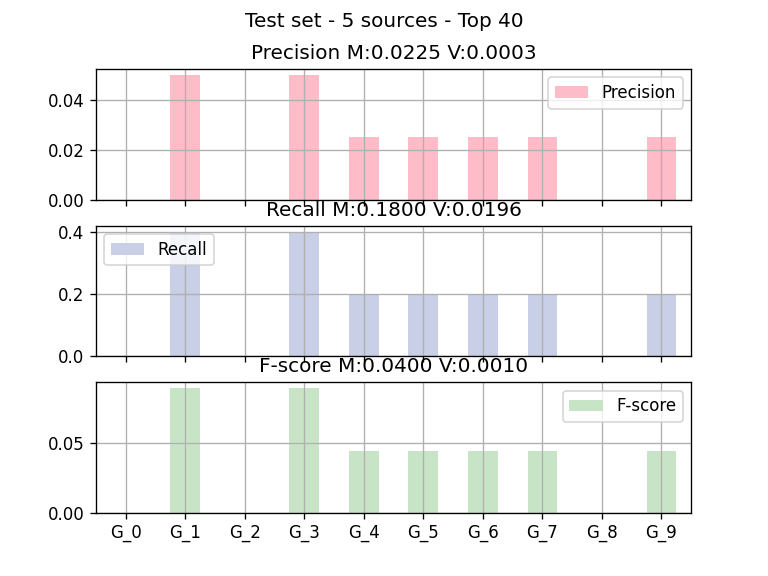 Test set - 5 sources - Top 40
Precision M:0.0225 V:0.0003
Precision
0.04
0.02
0.00
Recall M:0.1800 V:0.0196
Recall
0.4
0.2
0.0
F-score M:0.0400 V:0.0010
F-score
0.05
0.00
G_0 G_1 G_2 G_3 G_4 G_5 G_6 G_7 G_8 G_9